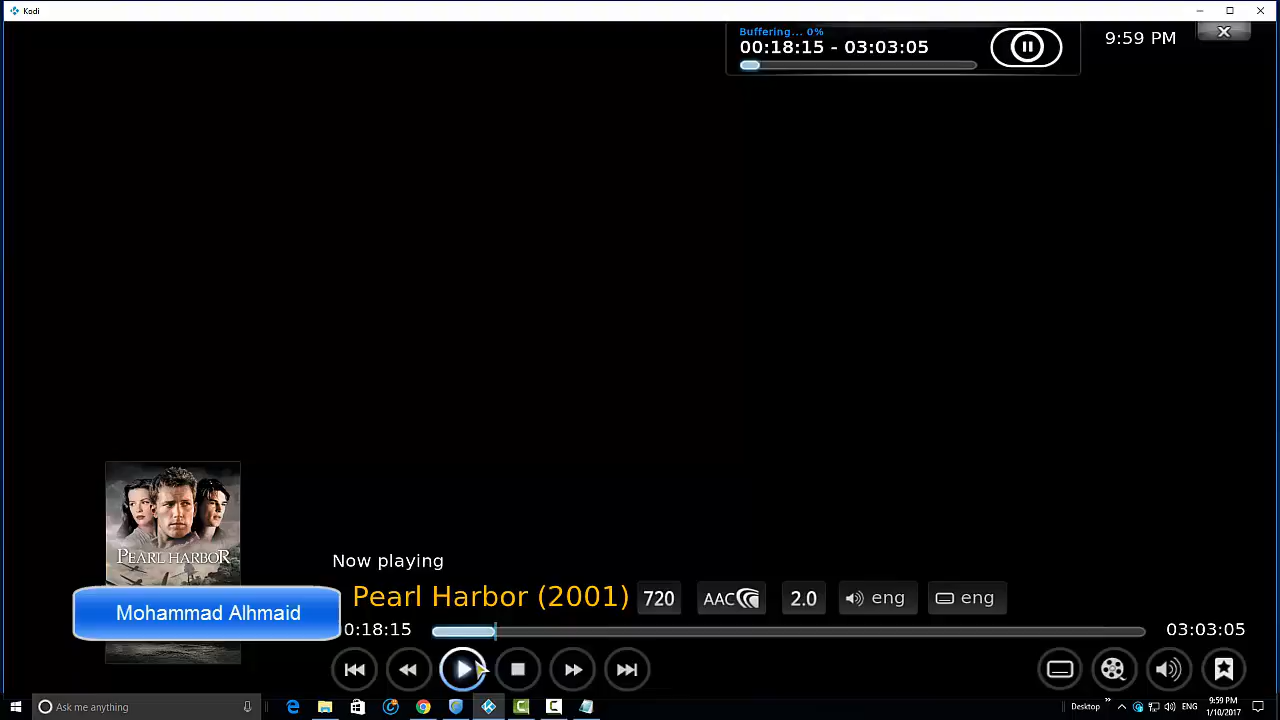 Kodi
Buffering... 0%
00:18:15 - 03:03:05
9:59 PM
PEARL HARBOR
Now playing
Pearl Harbor (2001) 720 AAC 2.0 eng eng
Mohammad Alhmaid
0:18:15
03:03:05
Ask me anything
Desktop
ENG
9:59 PM
1/10/2017